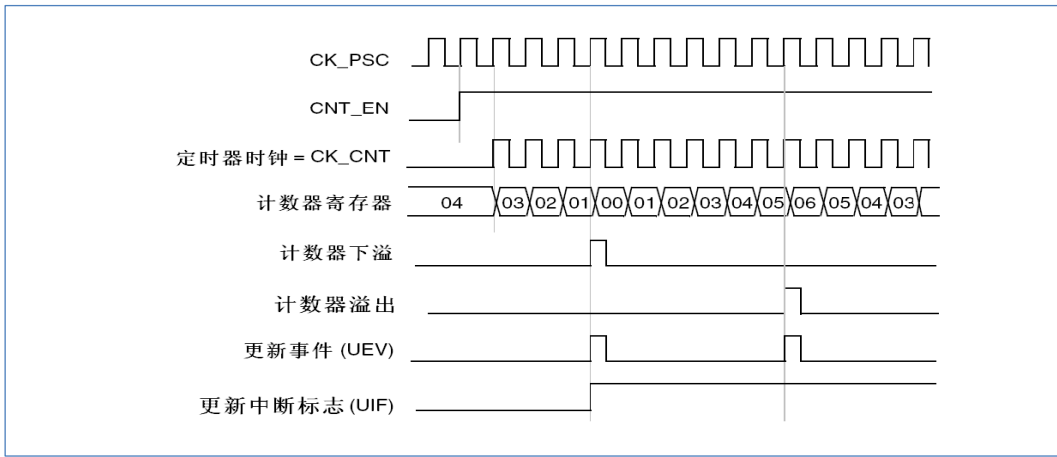 CK_PSC
CNT_EN
定时器时钟 = CK_CNT
计数器寄存器 04 03 02 01 00 01 02 03 04 05 06 05 04 03
计数器下溢
计数器溢出
更新事件 (UEV)
更新中断标志 (UIF)